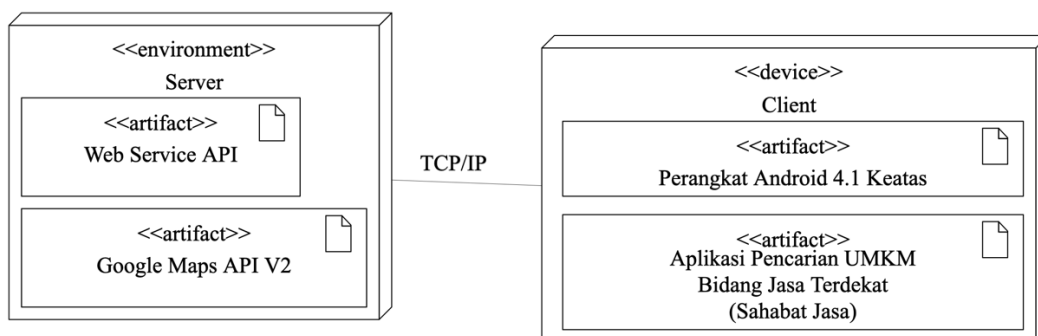 <<environment>>
Server
<<artifact>>
Web Service API
<<artifact>>
Google Maps API V2
TCP/IP
<<device>>
Client
<<artifact>>
Perangkat Android 4.1 Keatas
<<artifact>>
Aplikasi Pencarian UMKM
Bidang Jasa Terdekat
(Sahabat Jasa)